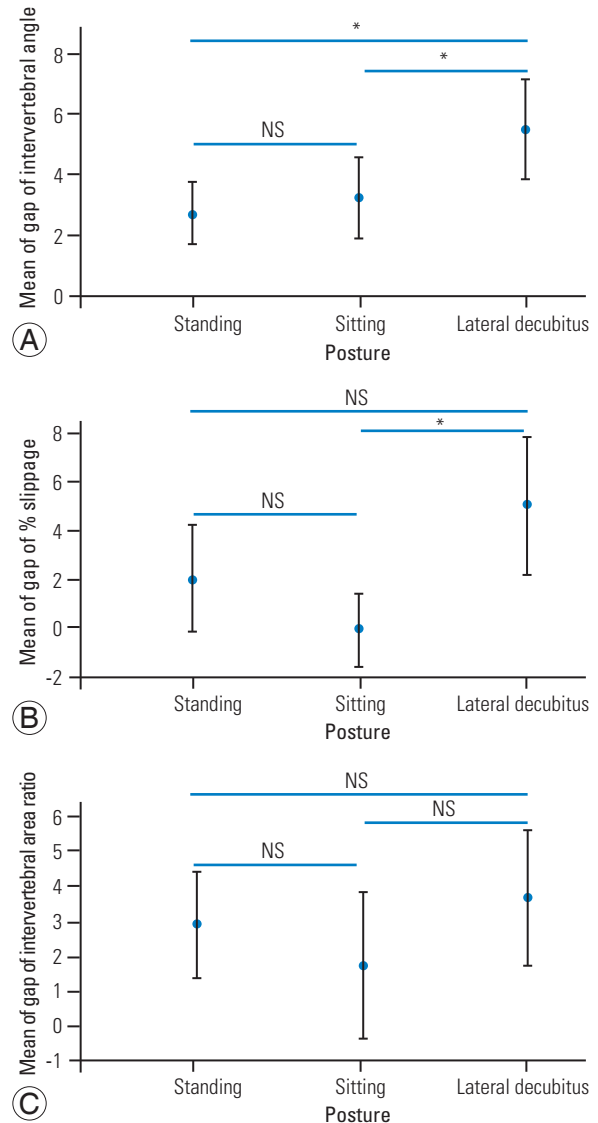 *
*
NS
8
6
4
2
0
Mean of gap of intervertebral angle
Standing Sitting Lateral decubitus
Posture
A
NS
*
NS
8
6
4
2
0
-2
Mean of gap of % slippage
Standing Sitting Lateral decubitus
Posture
B
NS
NS
NS
6
5
4
3
2
1
0
-1
Mean of gap of intervertebral area ratio
Standing Sitting Lateral decubitus
Posture
C